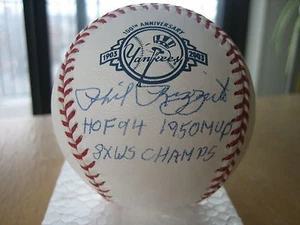 100th ANNIVERSARY
1903 2003
Yankees
Phil Rizzuto
HOF94 1950MVP
8XWS CHAMPS